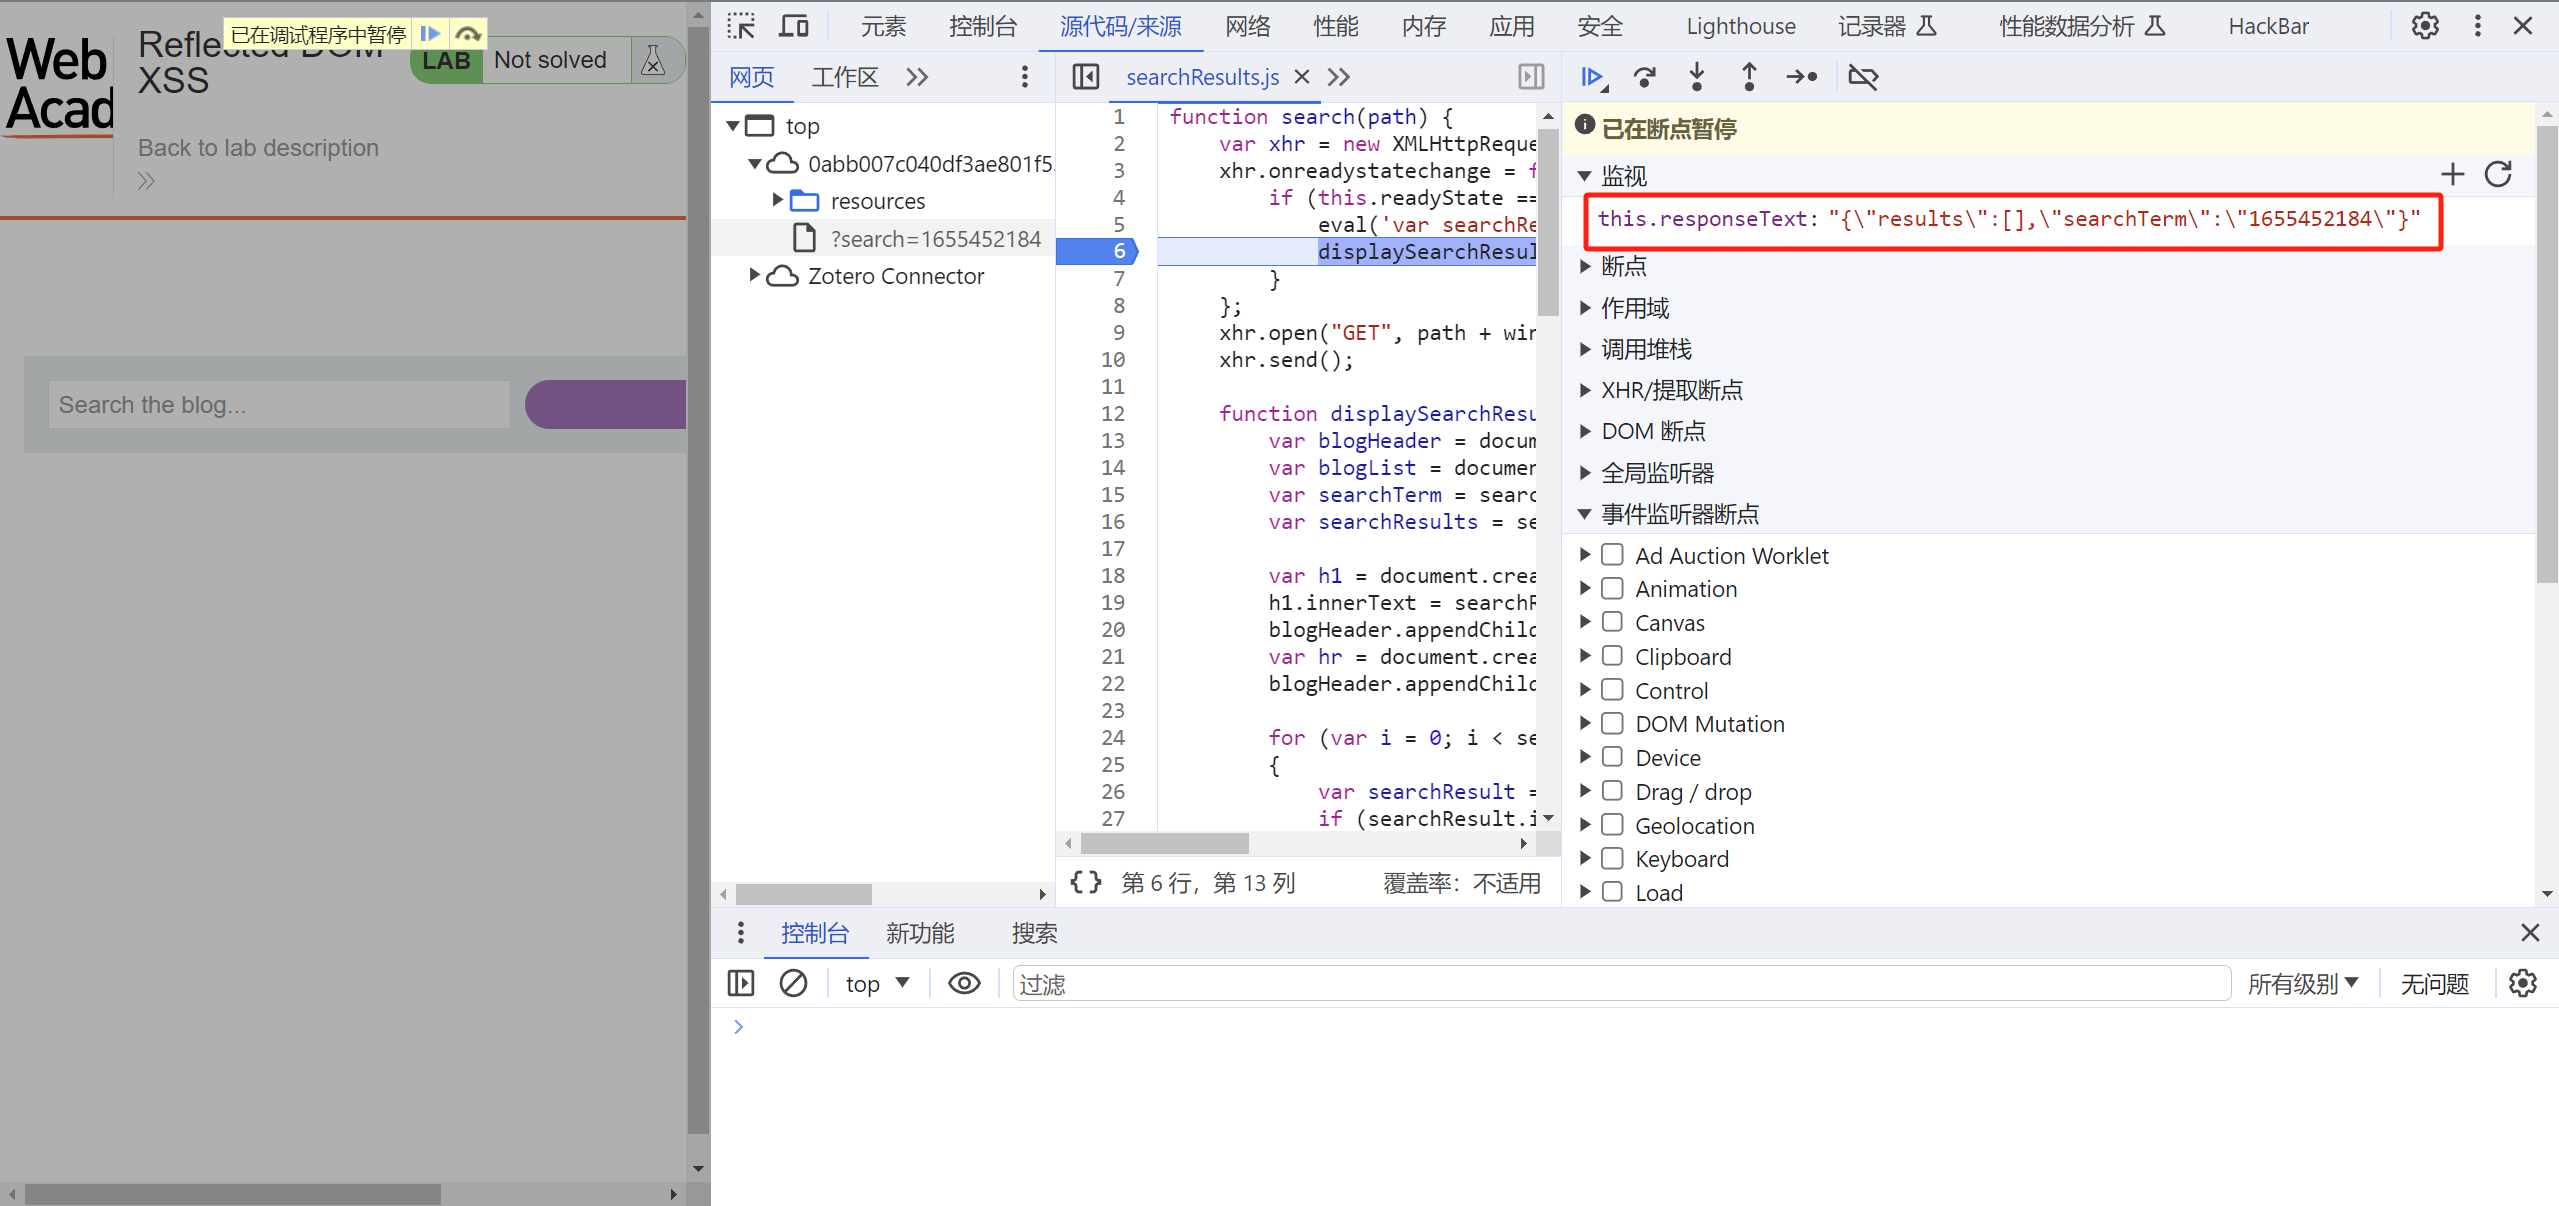 Web
Acad
Reflected DOM
XSS
已在调试程序中暂停
LAB
Not solved
Back to lab description
Search the blog...
元素
控制台
源代码/来源
网络
性能
内存
应用
安全
Lighthouse
记录器
性能数据分析
HackBar
网页
工作区
top
0abb007c040df3ae801f5
resources
?search=1655452184
Zotero Connector
searchResults.js
1 function search(path) {
2 var xhr = new XMLHttpReque
3 xhr.onreadystatechange = f
4 if (this.readyState ==
5 eval('var searchRe
6 displaySearchResul
7 }
8 };
9 xhr.open("GET", path + win
10 xhr.send();
11
12 function displaySearchResu
13 var blogHeader = docum
14 var blogList = documen
15 var searchTerm = searc
16 var searchResults = se
17
18 var h1 = document.crea
19 h1.innerText = searchR
20 blogHeader.appendChild
21 var hr = document.crea
22 blogHeader.appendChild
23
24 for (var i = 0; i < se
25 {
26 var searchResult =
27 if (searchResult.i
{} 第 6 行，第 13 列
覆盖率：不适用
已在断点暂停
监视
this.responseText: "{\"results\":[],\"searchTerm\":\"1655452184\"}"
断点
作用域
调用堆栈
XHR/提取断点
DOM 断点
全局监听器
事件监听器断点
Ad Auction Worklet
Animation
Canvas
Clipboard
Control
DOM Mutation
Device
Drag / drop
Geolocation
Keyboard
Load
控制台
新功能
搜索
top
过滤
所有级别
无问题